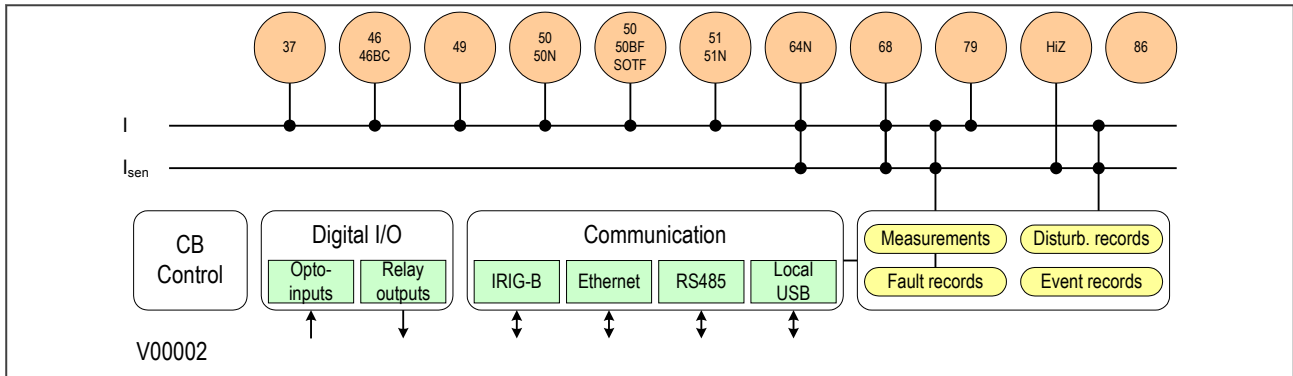 37
46
46BC
49
50
50N
50
50BF
SOTF
51
51N
64N
68
79
HiZ
86
I
Isen
CB
Control
Digital I/O
Opto-
inputs
Relay
outputs
Communication
IRIG-B
Ethernet
RS485
Local
USB
Measurements
Disturb. records
Fault records
Event records
V00002